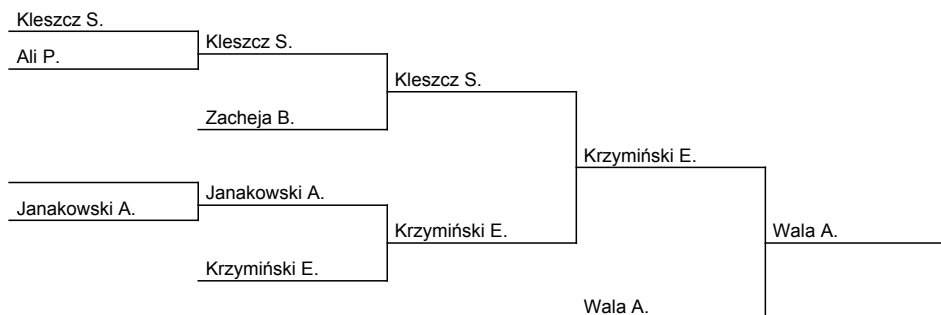 Kleszcz S.
Kleszcz S.
Ali P.
Kleszcz S.
Zacheja B.
Krzymiński E.
Janakowski A.
Janakowski A.
Wala A.
Krzymiński E.
Krzymiński E.
Wala A.